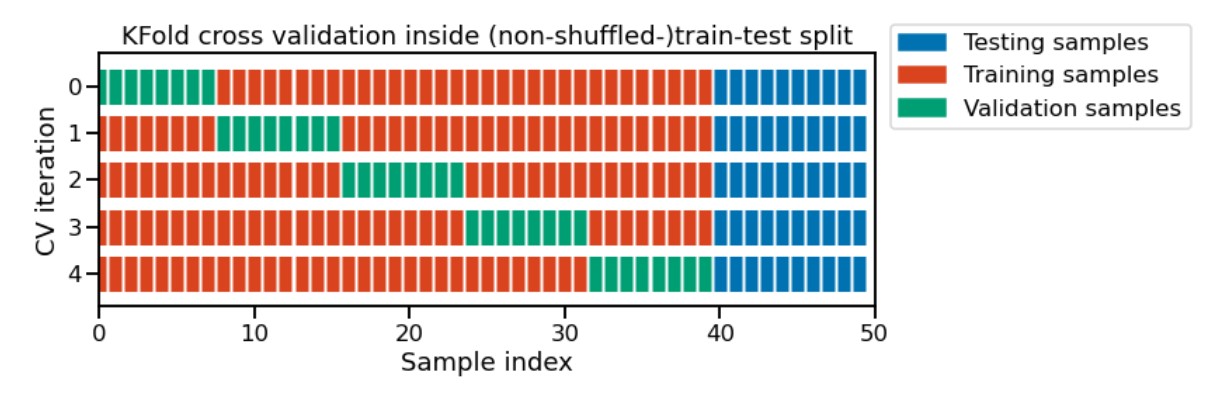 KFold cross validation inside (non-shuffled-)train-test split
Testing samples
Training samples
Validation samples
CV iteration
0
1
2
3
4
0 10 20 30 40 50
Sample index